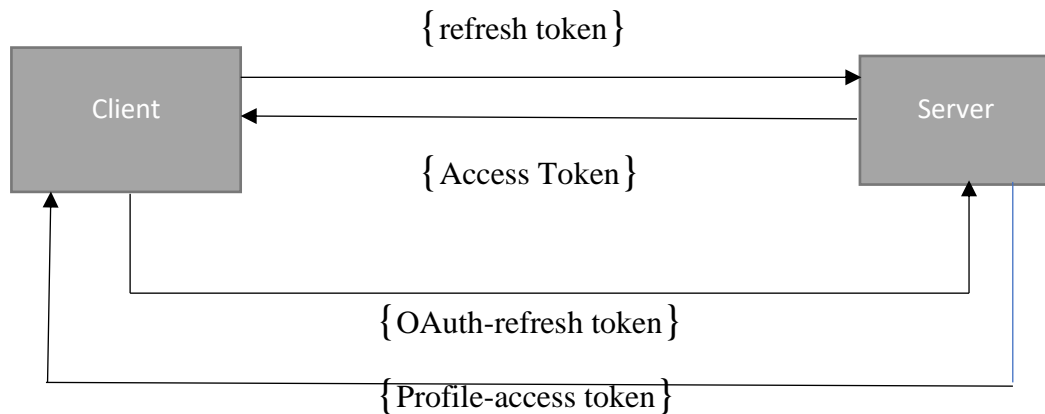 {refresh token}
Client
Server
{Access Token}
{OAuth-refresh token}
{Profile-access token}